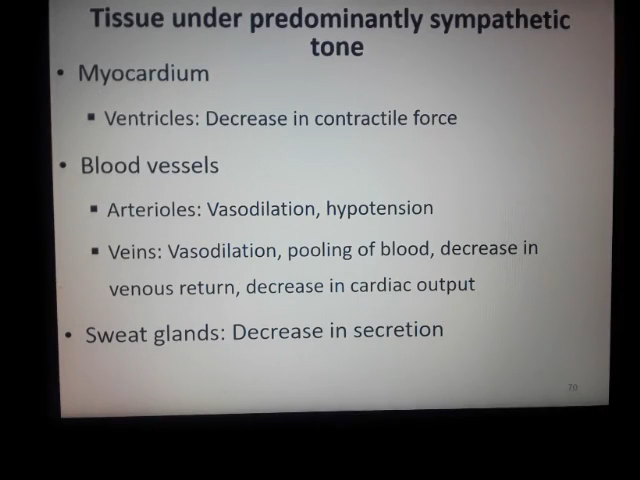 Tissue under predominantly sympathetic
tone
• Myocardium
▪ Ventricles: Decrease in contractile force
• Blood vessels
▪ Arterioles: Vasodilation, hypotension
▪ Veins: Vasodilation, pooling of blood, decrease in
venous return, decrease in cardiac output
• Sweat glands: Decrease in secretion
70